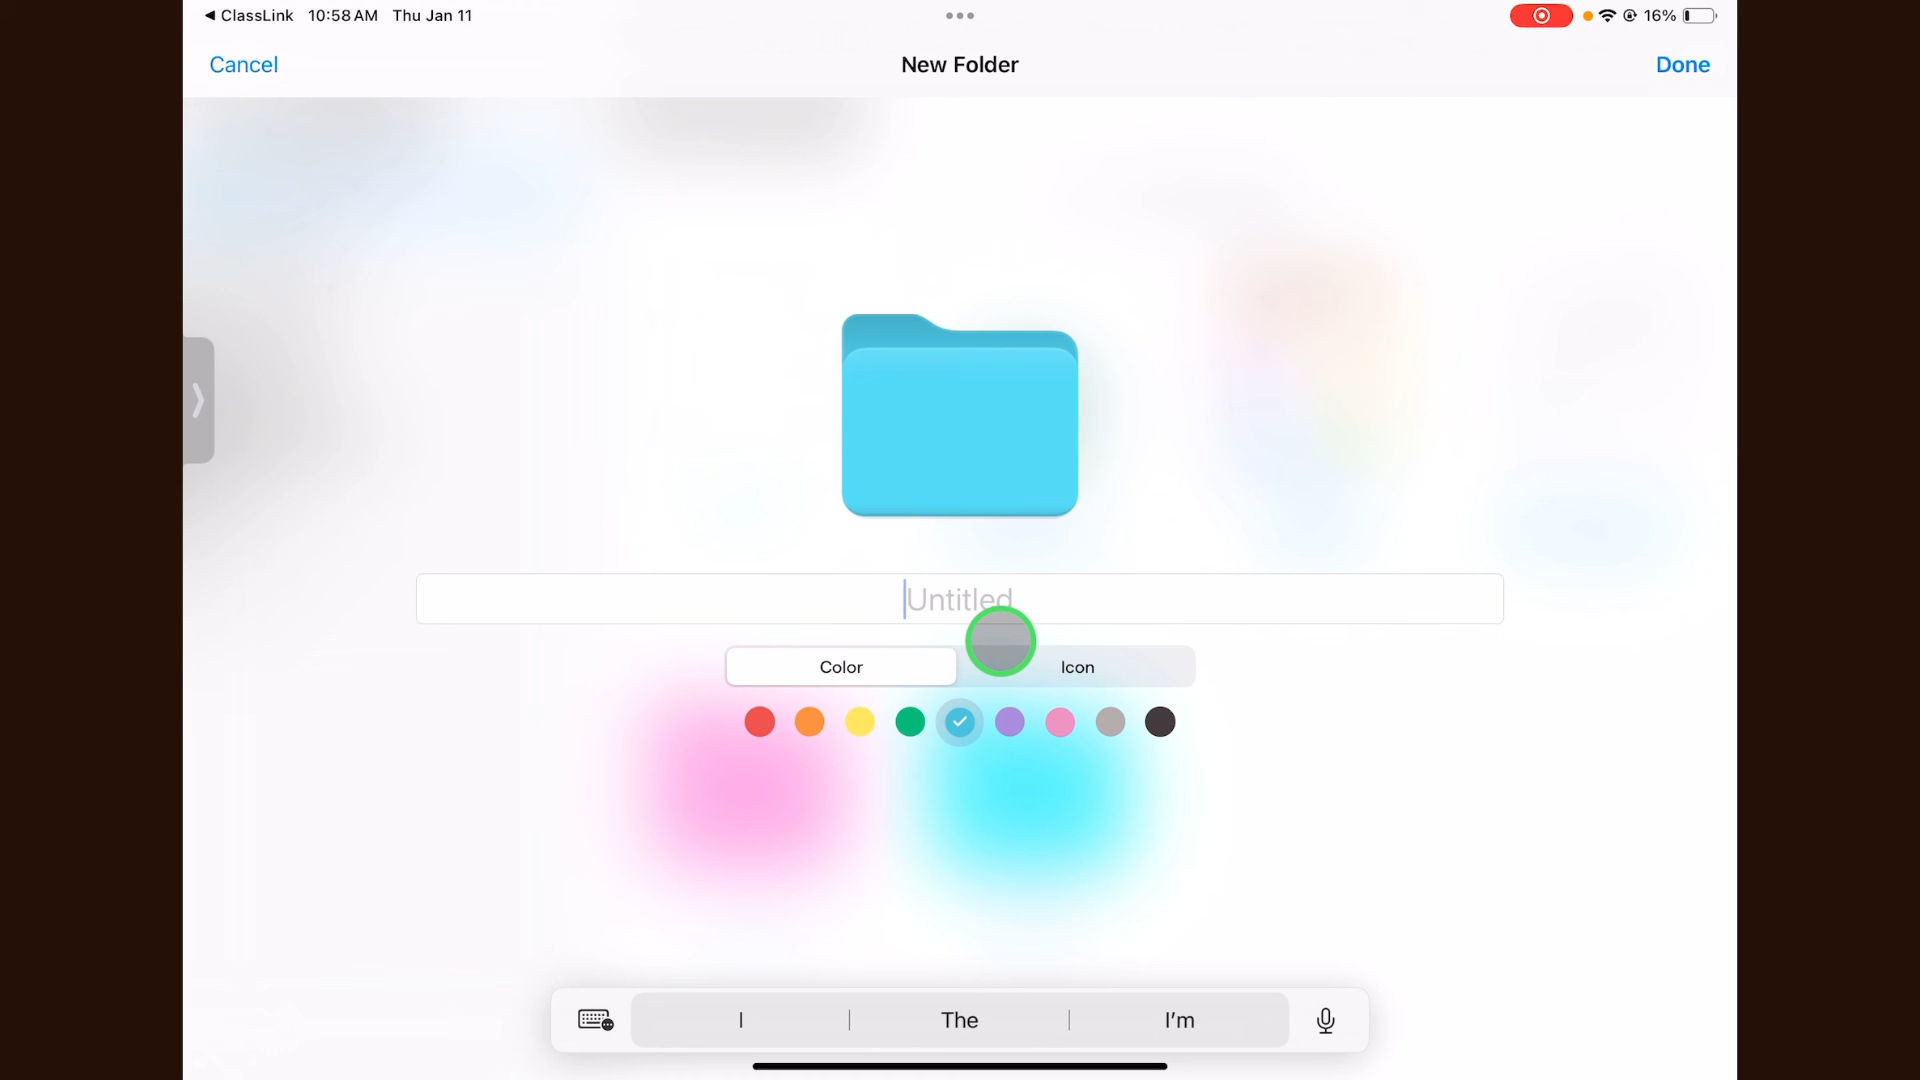 ◀ ClassLink 10:58 AM Thu Jan 11 16%
Cancel New Folder Done
Untitled
Color Icon
I The I'm